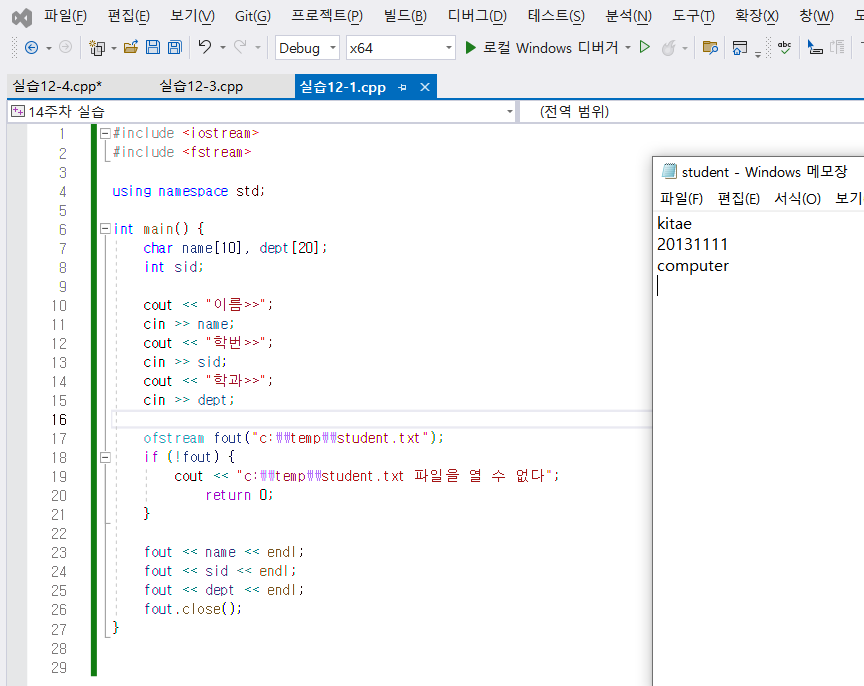 파일(F) 편집(E) 보기(V) Git(G) 프로젝트(P) 빌드(B) 디버그(D) 테스트(S) 분석(N) 도구(T) 확장(X) 창(W)
Debug x64 로컬 Windows 디버거 abc
실습12-4.cpp* 실습12-3.cpp 실습12-1.cpp
14주차 실습 (전역 범위)
1 #include <iostream>
2 #include <fstream>
3
4 using namespace std;
5
6 int main() {
7 char name[10], dept[20];
8 int sid;
9
10 cout << "이름>>";
11 cin >> name;
12 cout << "학번>>";
13 cin >> sid;
14 cout << "학과>>";
15 cin >> dept;
16
17 ofstream fout("c:₩₩temp₩₩student.txt");
18 if (!fout) {
19 cout << "c:₩₩temp₩₩student.txt 파일을 열 수 없다";
20 return 0;
21 }
22
23 fout << name << endl;
24 fout << sid << endl;
25 fout << dept << endl;
26 fout.close();
27 }
28
29
student - Windows 메모장
파일(F) 편집(E) 서식(O) 보기
kitae
20131111
computer